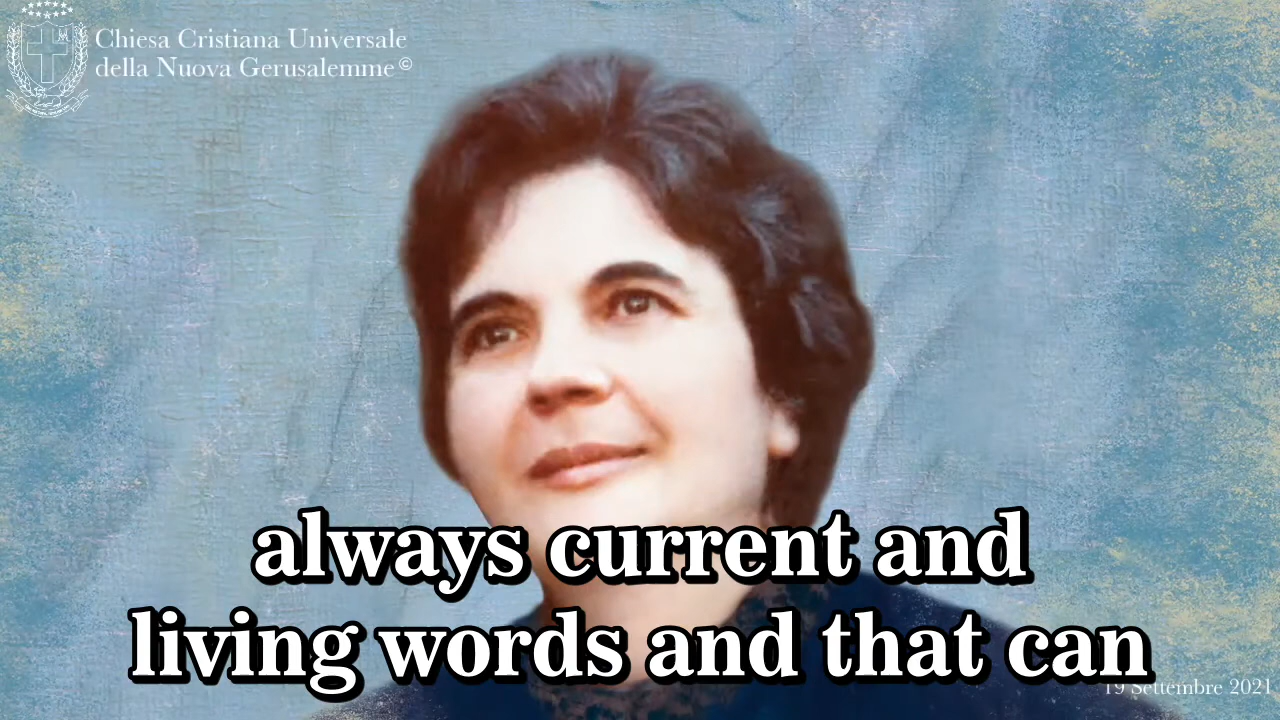 Chiesa Cristiana Universale
della Nuova Gerusalemme©
always current and
living words and that can
19 Settembre 2021